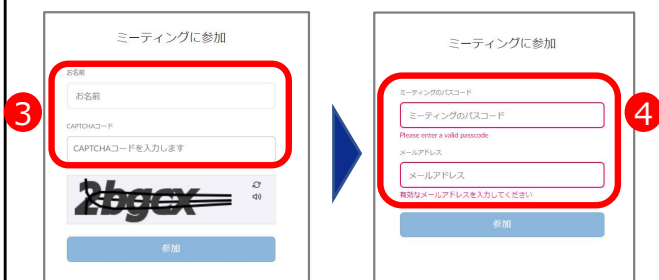 3
ミーティングに参加
お名前
お名前
CAPTCHAコード
CAPTCHAコードを入力します
2bgcx
参加
4
ミーティングに参加
ミーティングのパスコード
ミーティングのパスコード
Please enter a valid passcode
メールアドレス
メールアドレス
有効なメールアドレスを入力してください
参加